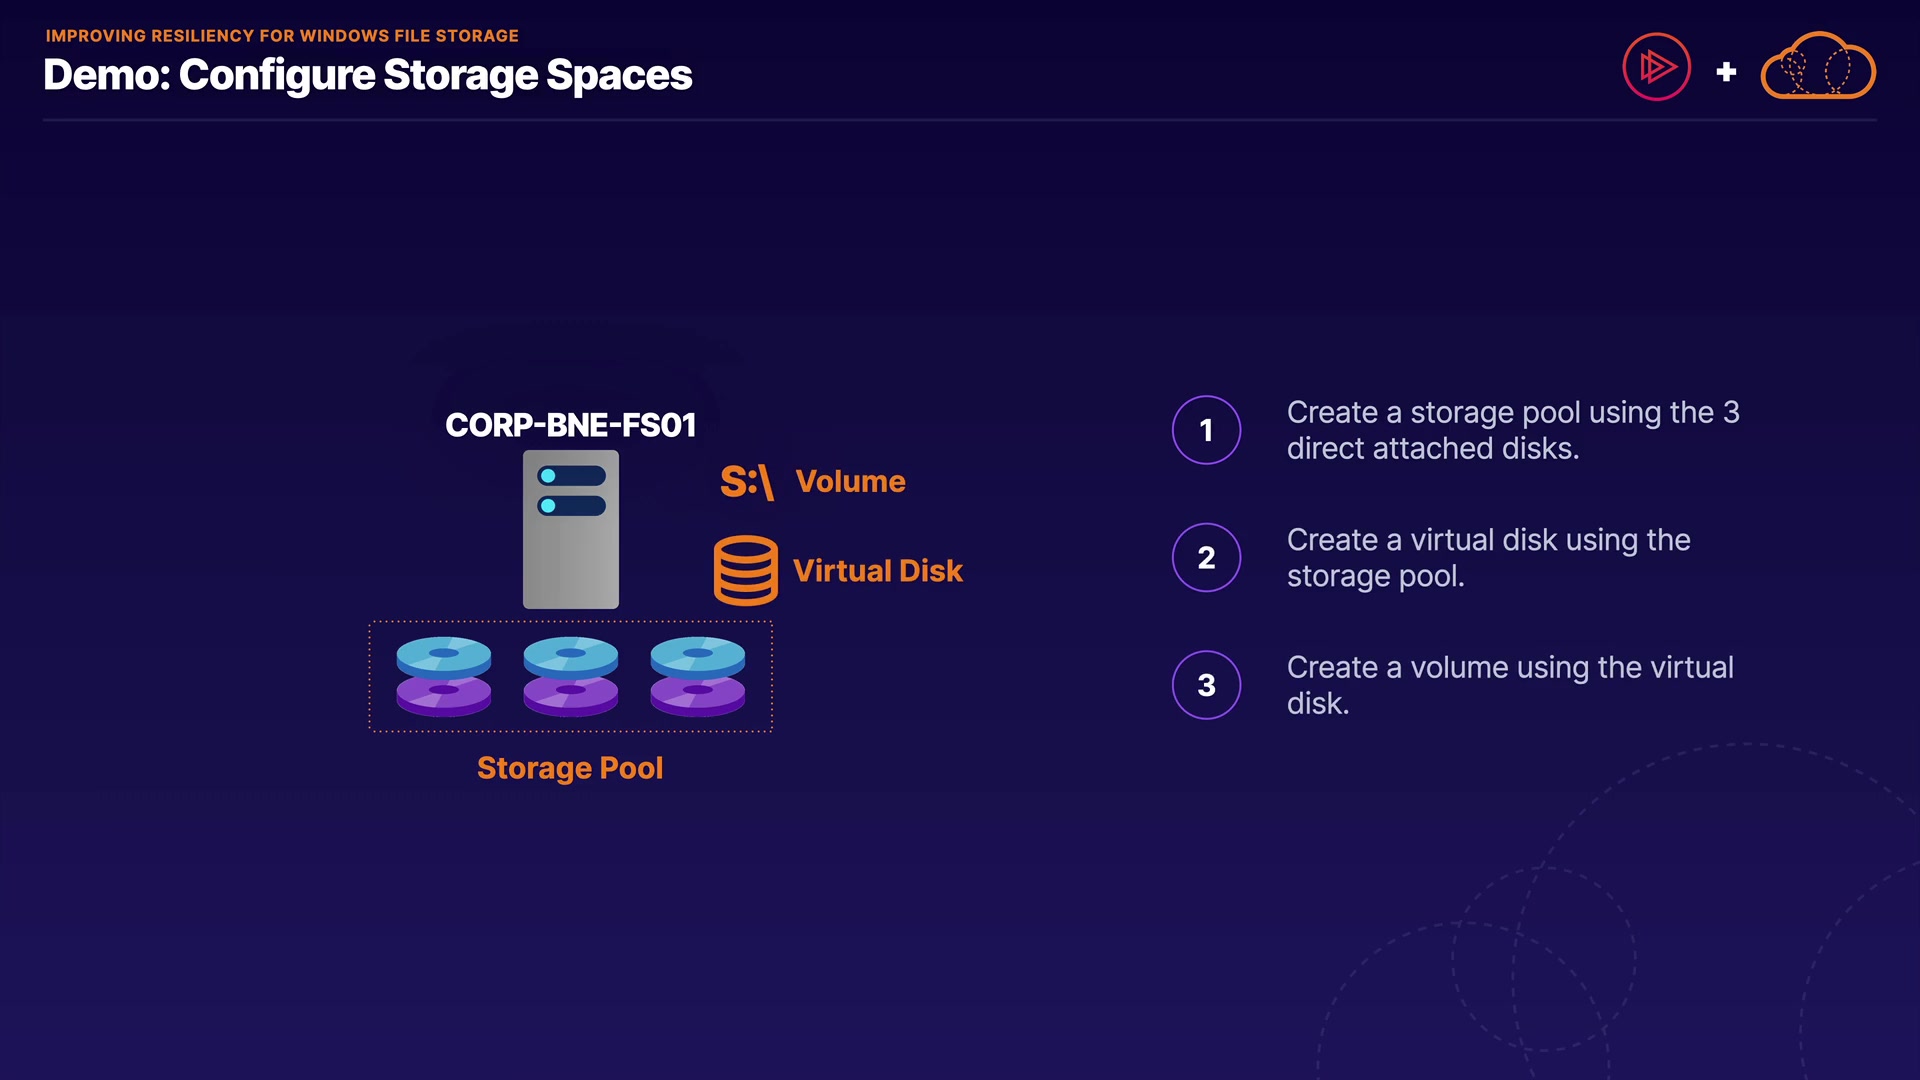 IMPROVING RESILIENCY FOR WINDOWS FILE STORAGE
Demo: Configure Storage Spaces
+
CORP-BNE-FS01
S:\ Volume
Virtual Disk
Storage Pool
1
Create a storage pool using the 3
direct attached disks.
2
Create a virtual disk using the
storage pool.
3
Create a volume using the virtual
disk.